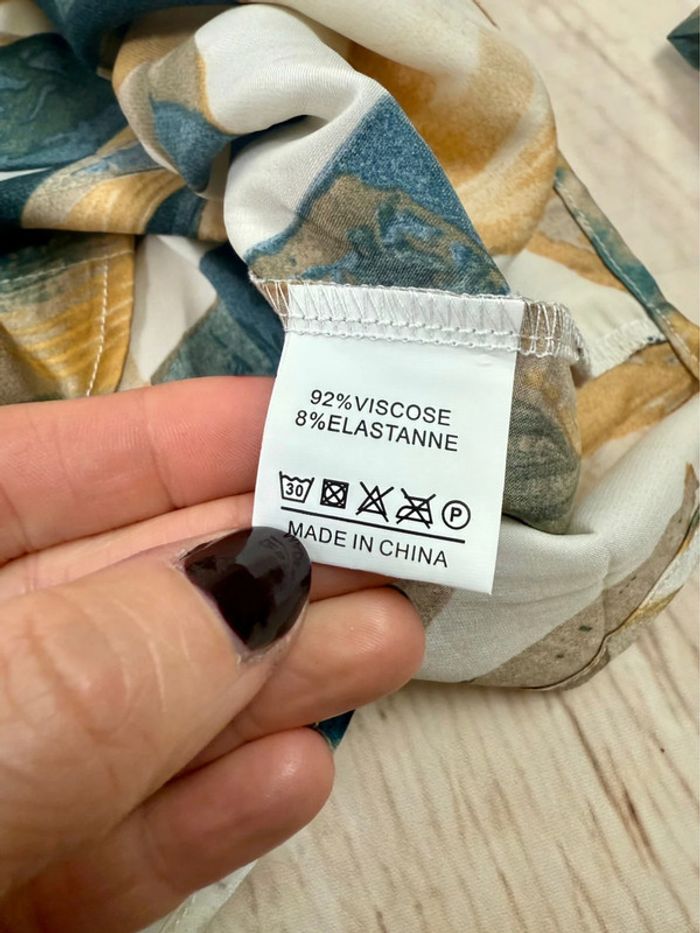 92%VISCOSE
8%ELASTANNE
30 P
MADE IN CHINA